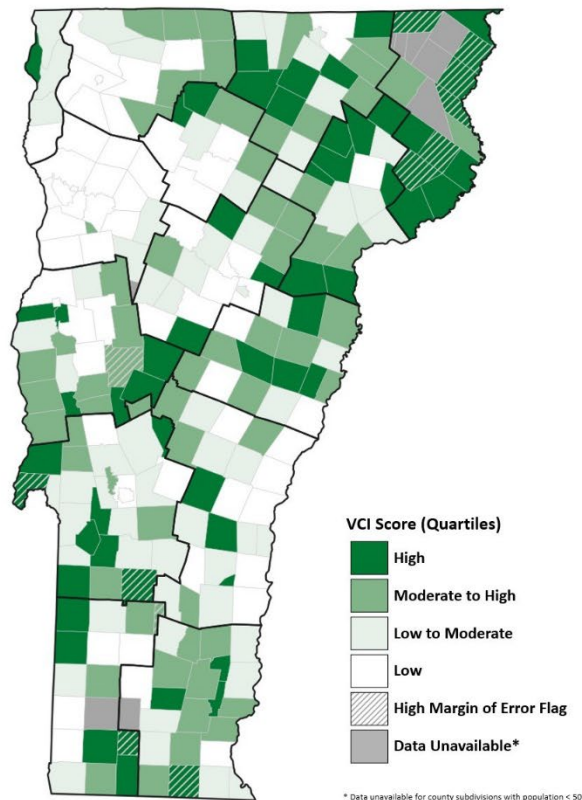 VCI Score (Quartiles)
High
Moderate to High
Low to Moderate
Low
High Margin of Error Flag
Data Unavailable*
* Data unavailable for county subdivisions with population < 50